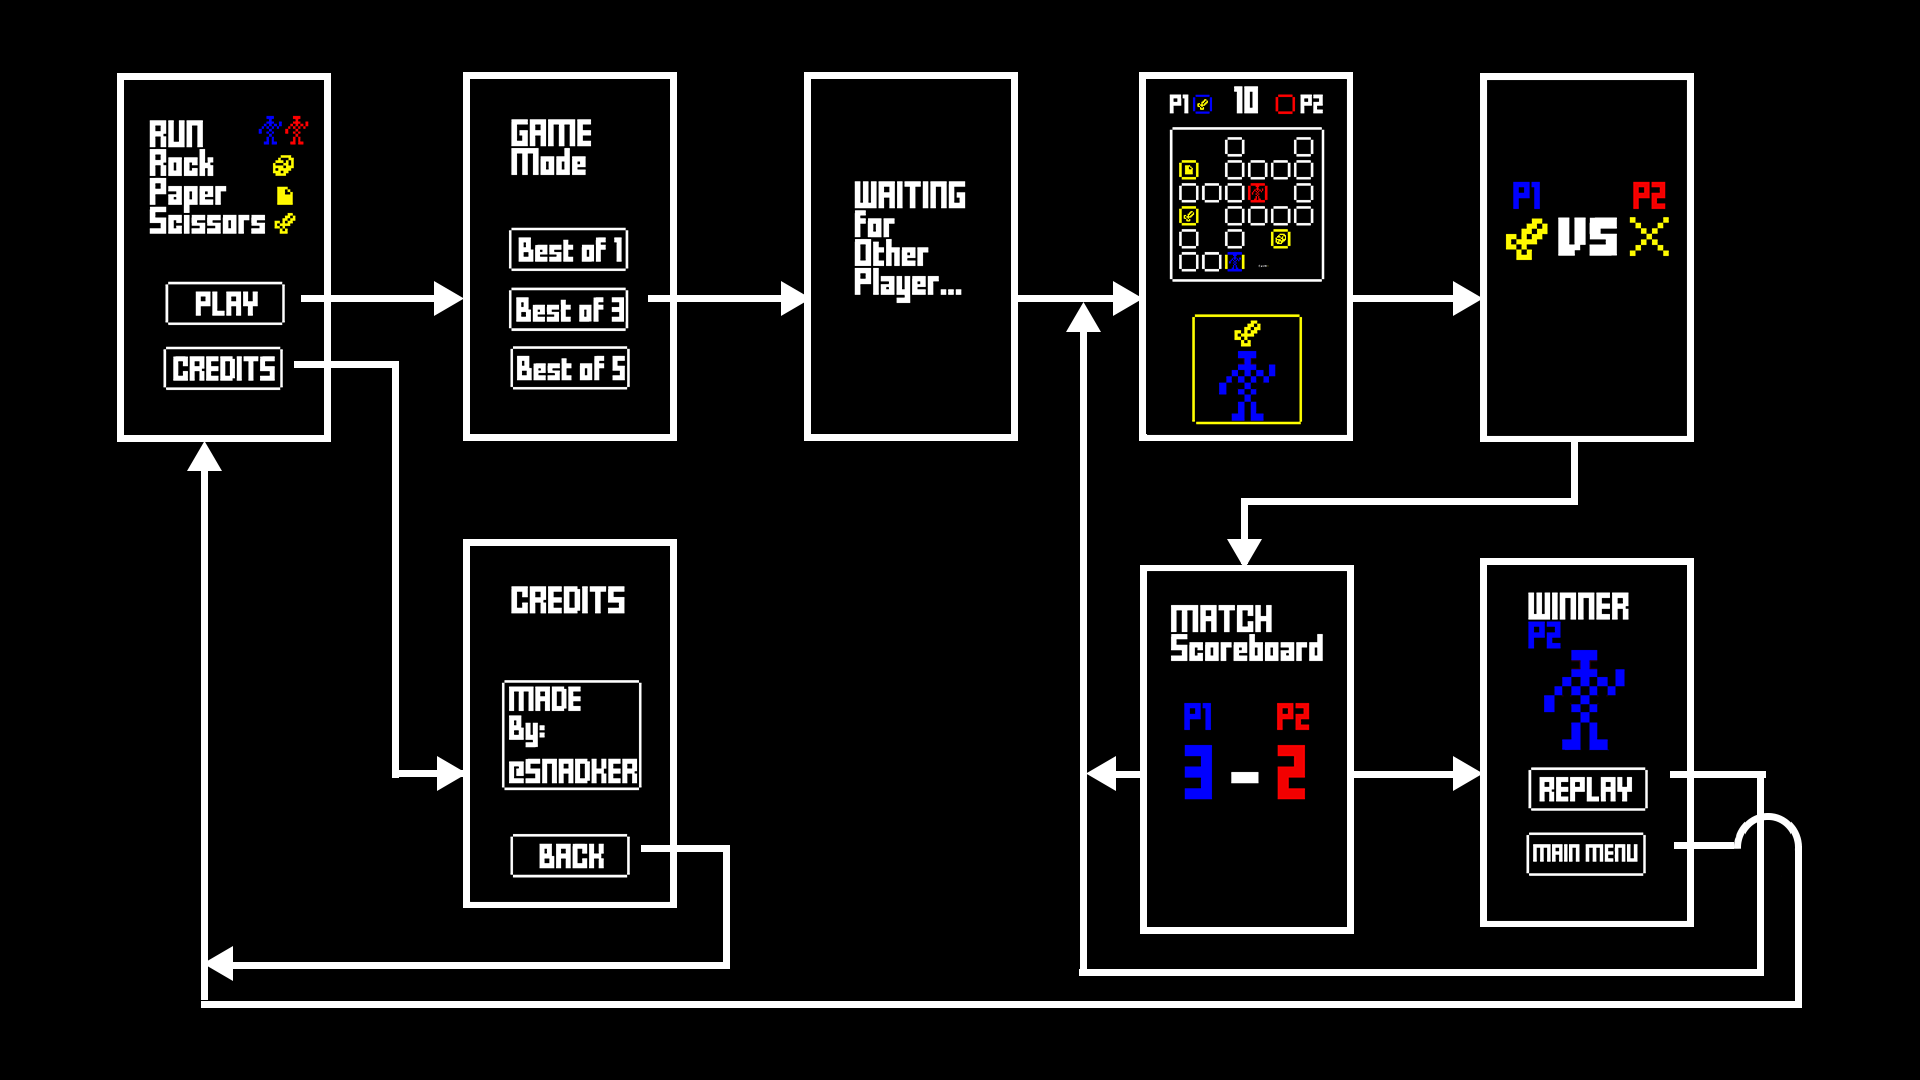 RUN
Rock
Paper
Scissors
PLAY
CREDITS
GAME
Mode
Best of 1
Best of 3
Best of 5
WAITING
For
Other
Player...
P1 10 P2
P1 P2
VS
CREDITS
MADE
By:
@SNADKER
BACK
MATCH
Scoreboard
P1 P2
3 - 2
WINNER
P2
REPLAY
MAIN MENU